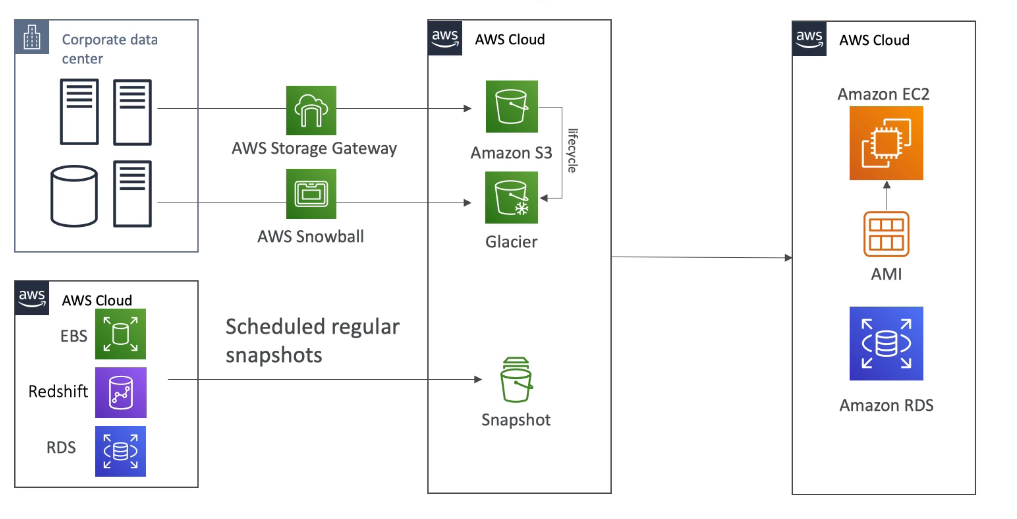 Corporate data
center
AWS Storage Gateway
AWS Snowball
aws
AWS Cloud
Amazon S3
lifecycle
Glacier
Snapshot
aws
AWS Cloud
EBS
Redshift
RDS
Scheduled regular
snapshots
aws
AWS Cloud
Amazon EC2
AMI
Amazon RDS